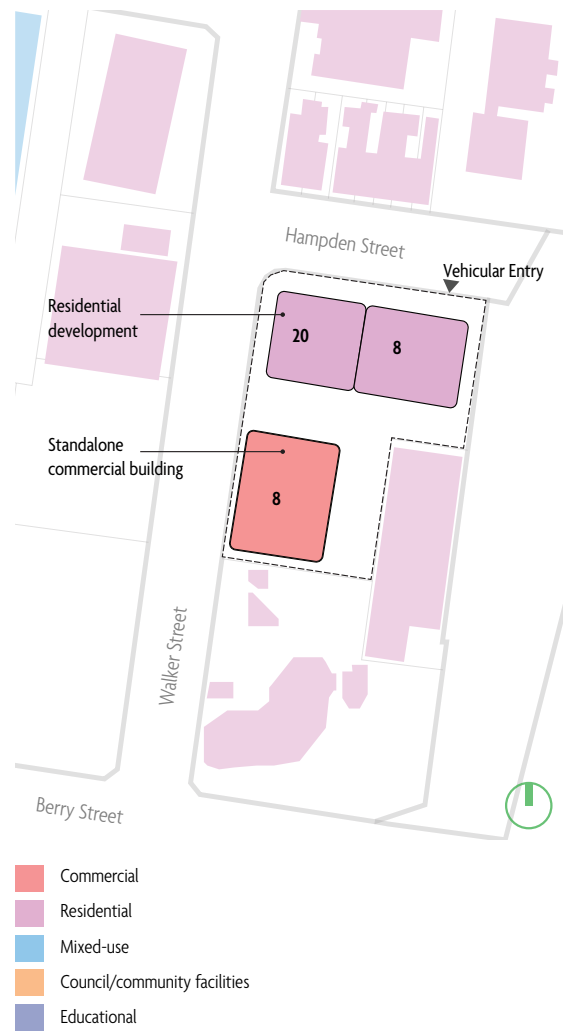 Hampden Street
Vehicular Entry
Residential
development
20
8
Standalone
commercial building
8
Walker Street
Berry Street
Commercial
Residential
Mixed-use
Council/community facilities
Educational